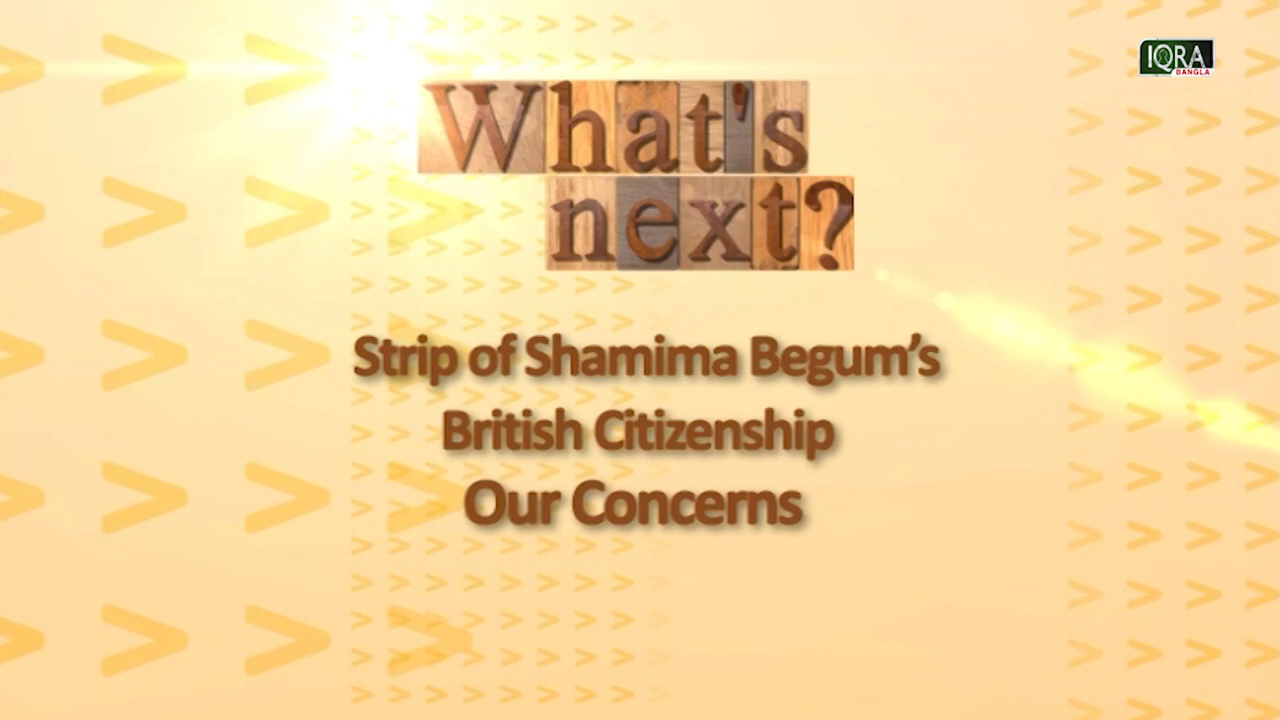 IQRA
BANGLA
What's
next?
Strip of Shamima Begum’s
British Citizenship
Our Concerns